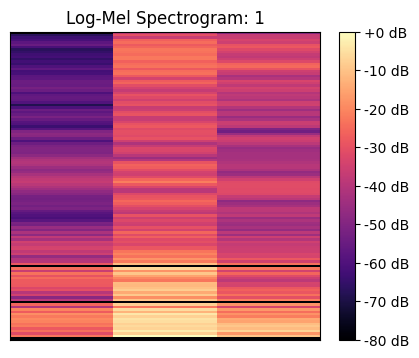 Log-Mel Spectrogram: 1
+0 dB
-10 dB
-20 dB
-30 dB
-40 dB
-50 dB
-60 dB
-70 dB
-80 dB